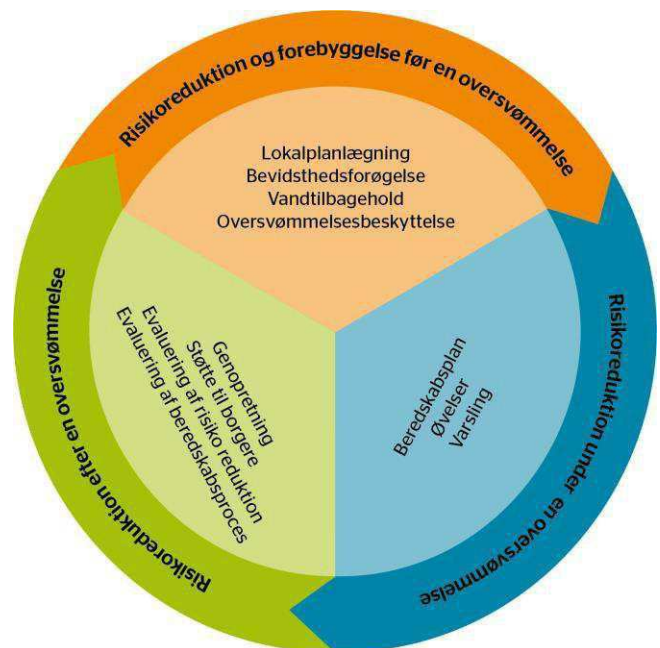 Risikoreduktion og forebyggelse før en oversvømmelse
Lokalplanlægning
Bevidsthedsforøgelse
Vandtilbagehold
Oversvømmelsesbeskyttelse
Risikoreduktion under en oversvømmelse
Beredskabsplan
Øvelser
Varsling
Risikoreduktion efter en oversvømmelse
Genopretning
Støtte til borgere
Evaluering af risiko reduktion
Evaluering af beredskabsproces